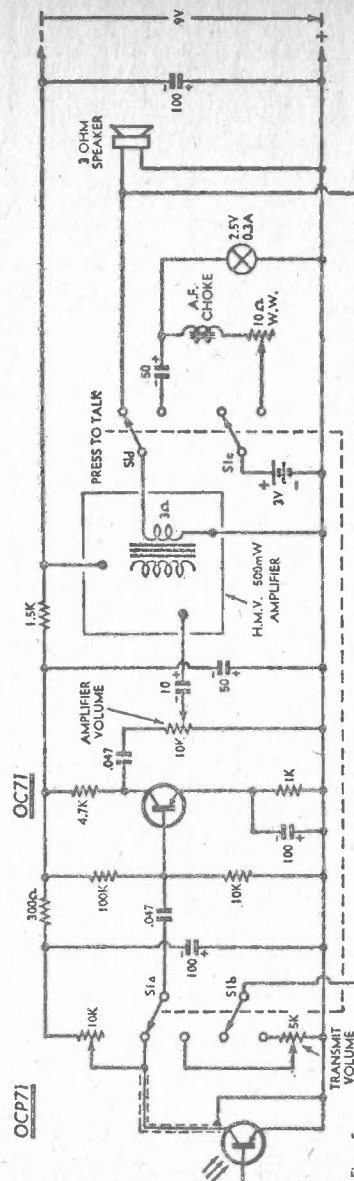 OCP71
OC71
10K
300Ω
1.5K
4.7K
100K
.047
.047
10K
1K
100
100
S1a
S1b
5K
TRANSMIT
VOLUME
AMPLIFIER
VOLUME
10K
10
50
PRESS TO TALK
S1d
3Ω
H.M.V. 500mW
AMPLIFIER
S1c
3V
50
A.F.
CHOKE
10Ω
W.W.
2.5V
0.3A
3 OHM
SPEAKER
100
9V